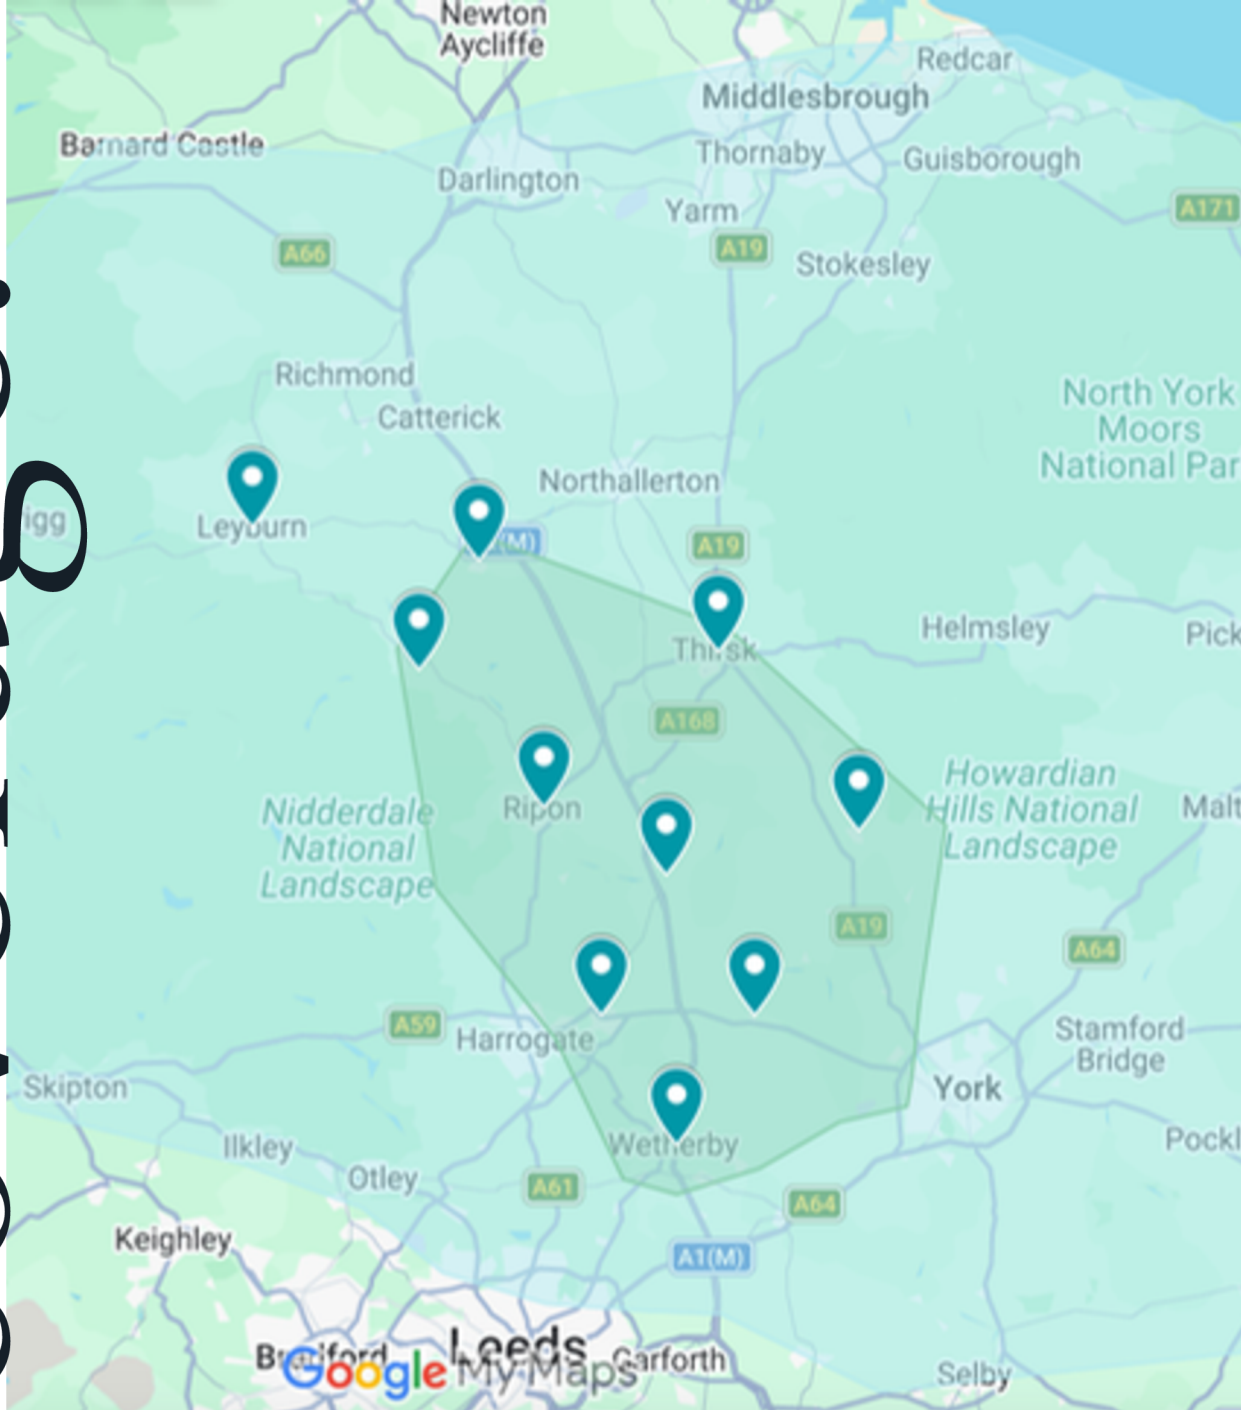 Newton
Aycliffe
Redcar
Middlesbrough
Barnard Castle
Thornaby
Guisborough
Darlington
Yarm
A171
A66
A19
Stokesley
Richmond
Catterick
North York
Moors
National Par
Northallerton
igg
Leyburn
(M)
A19
Helmsley
Pick
Thirsk
A168
Ripon
Howardian
Hills National
Landscape
Malt
Nidderdale
National
Landscape
A19
A64
A59
Harrogate
Stamford
Bridge
Skipton
York
Ilkley
Wetherby
Pockl
Otley
A61
A64
Keighley
A1(M)
Leeds
Bradford
Garforth
Google My Maps
Selby